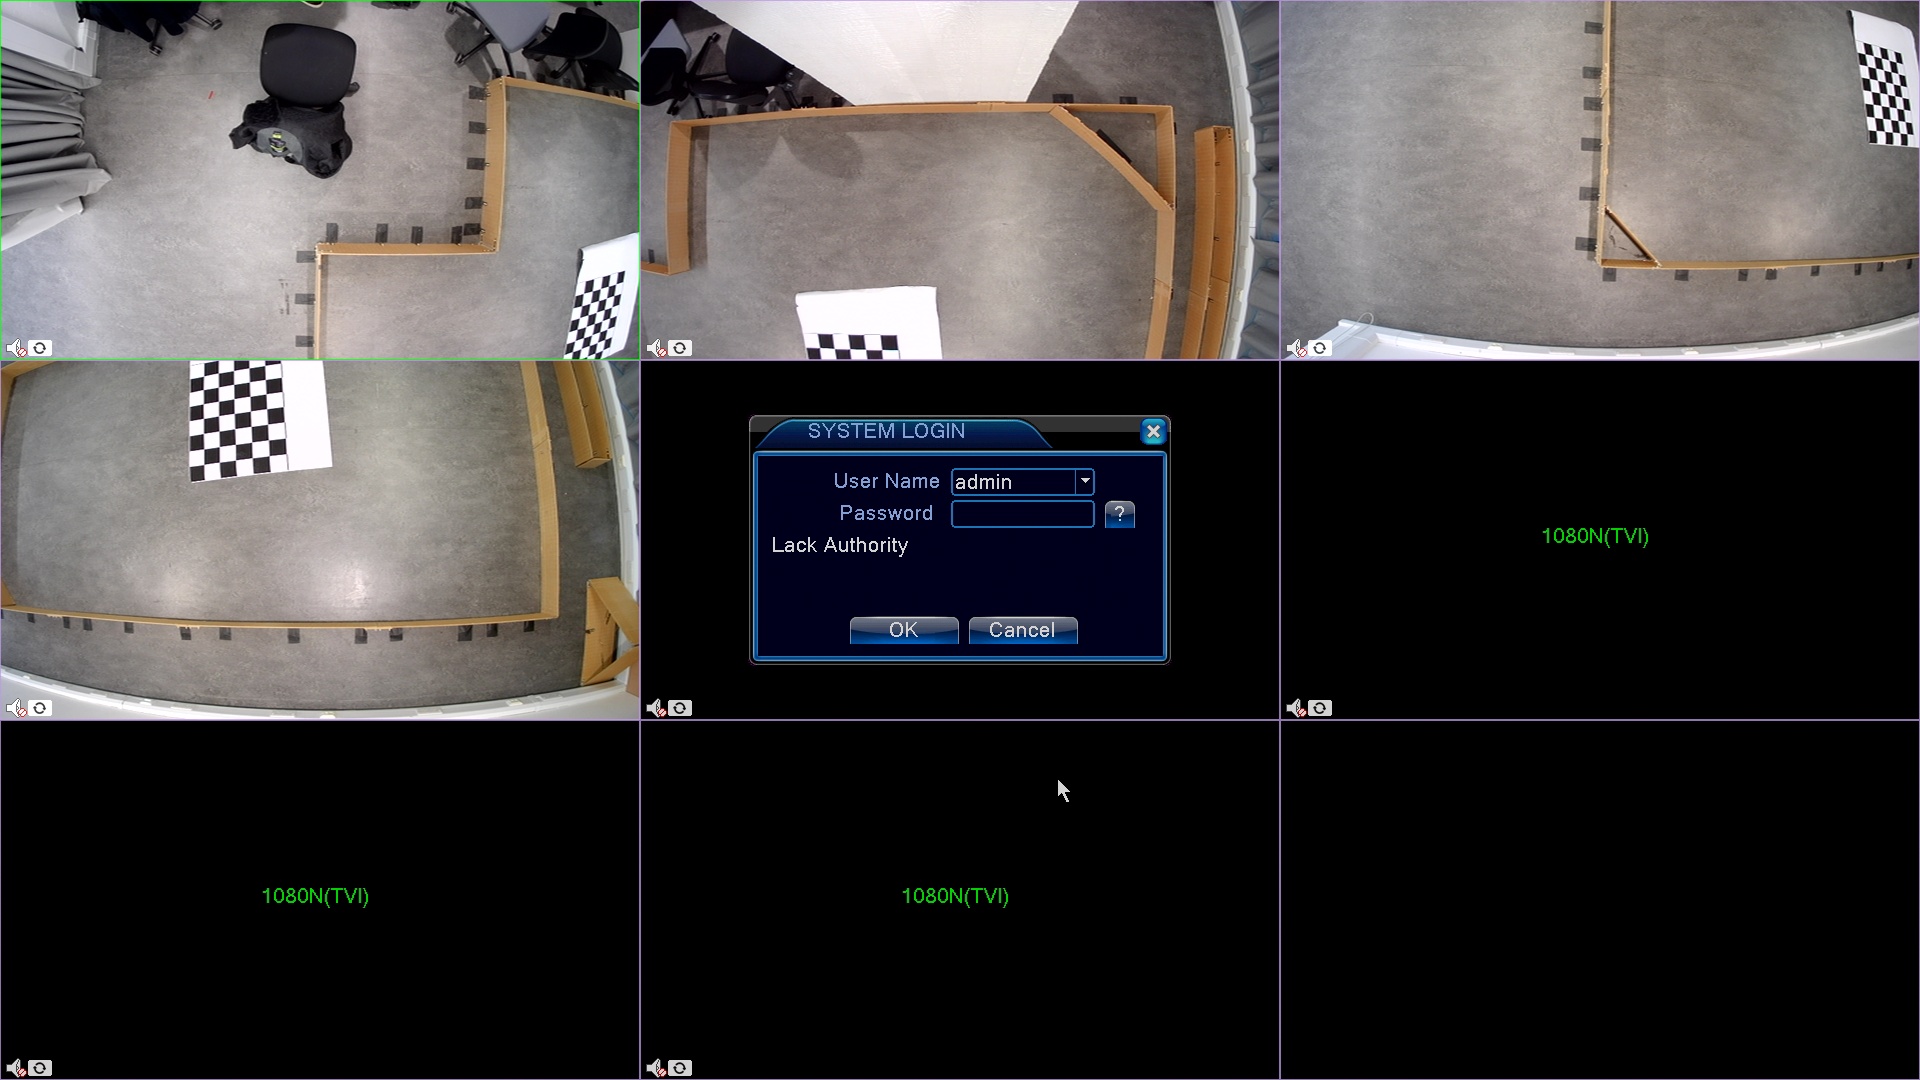 SYSTEM LOGIN
User Name admin
Password ?
Lack Authority
OK Cancel
1080N(TVI)
1080N(TVI)
1080N(TVI)